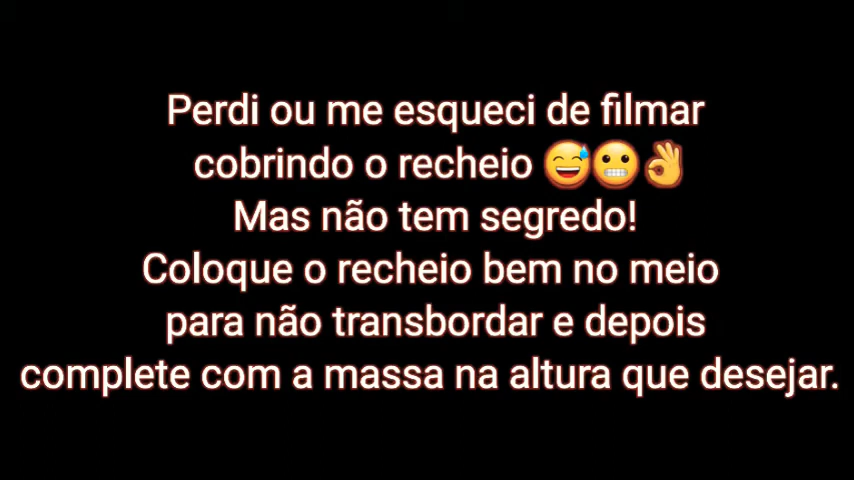 Perdi ou me esqueci de filmar
cobrindo o recheio 😅😬👌
Mas não tem segredo!
Coloque o recheio bem no meio
para não transbordar e depois
complete com a massa na altura que desejar.